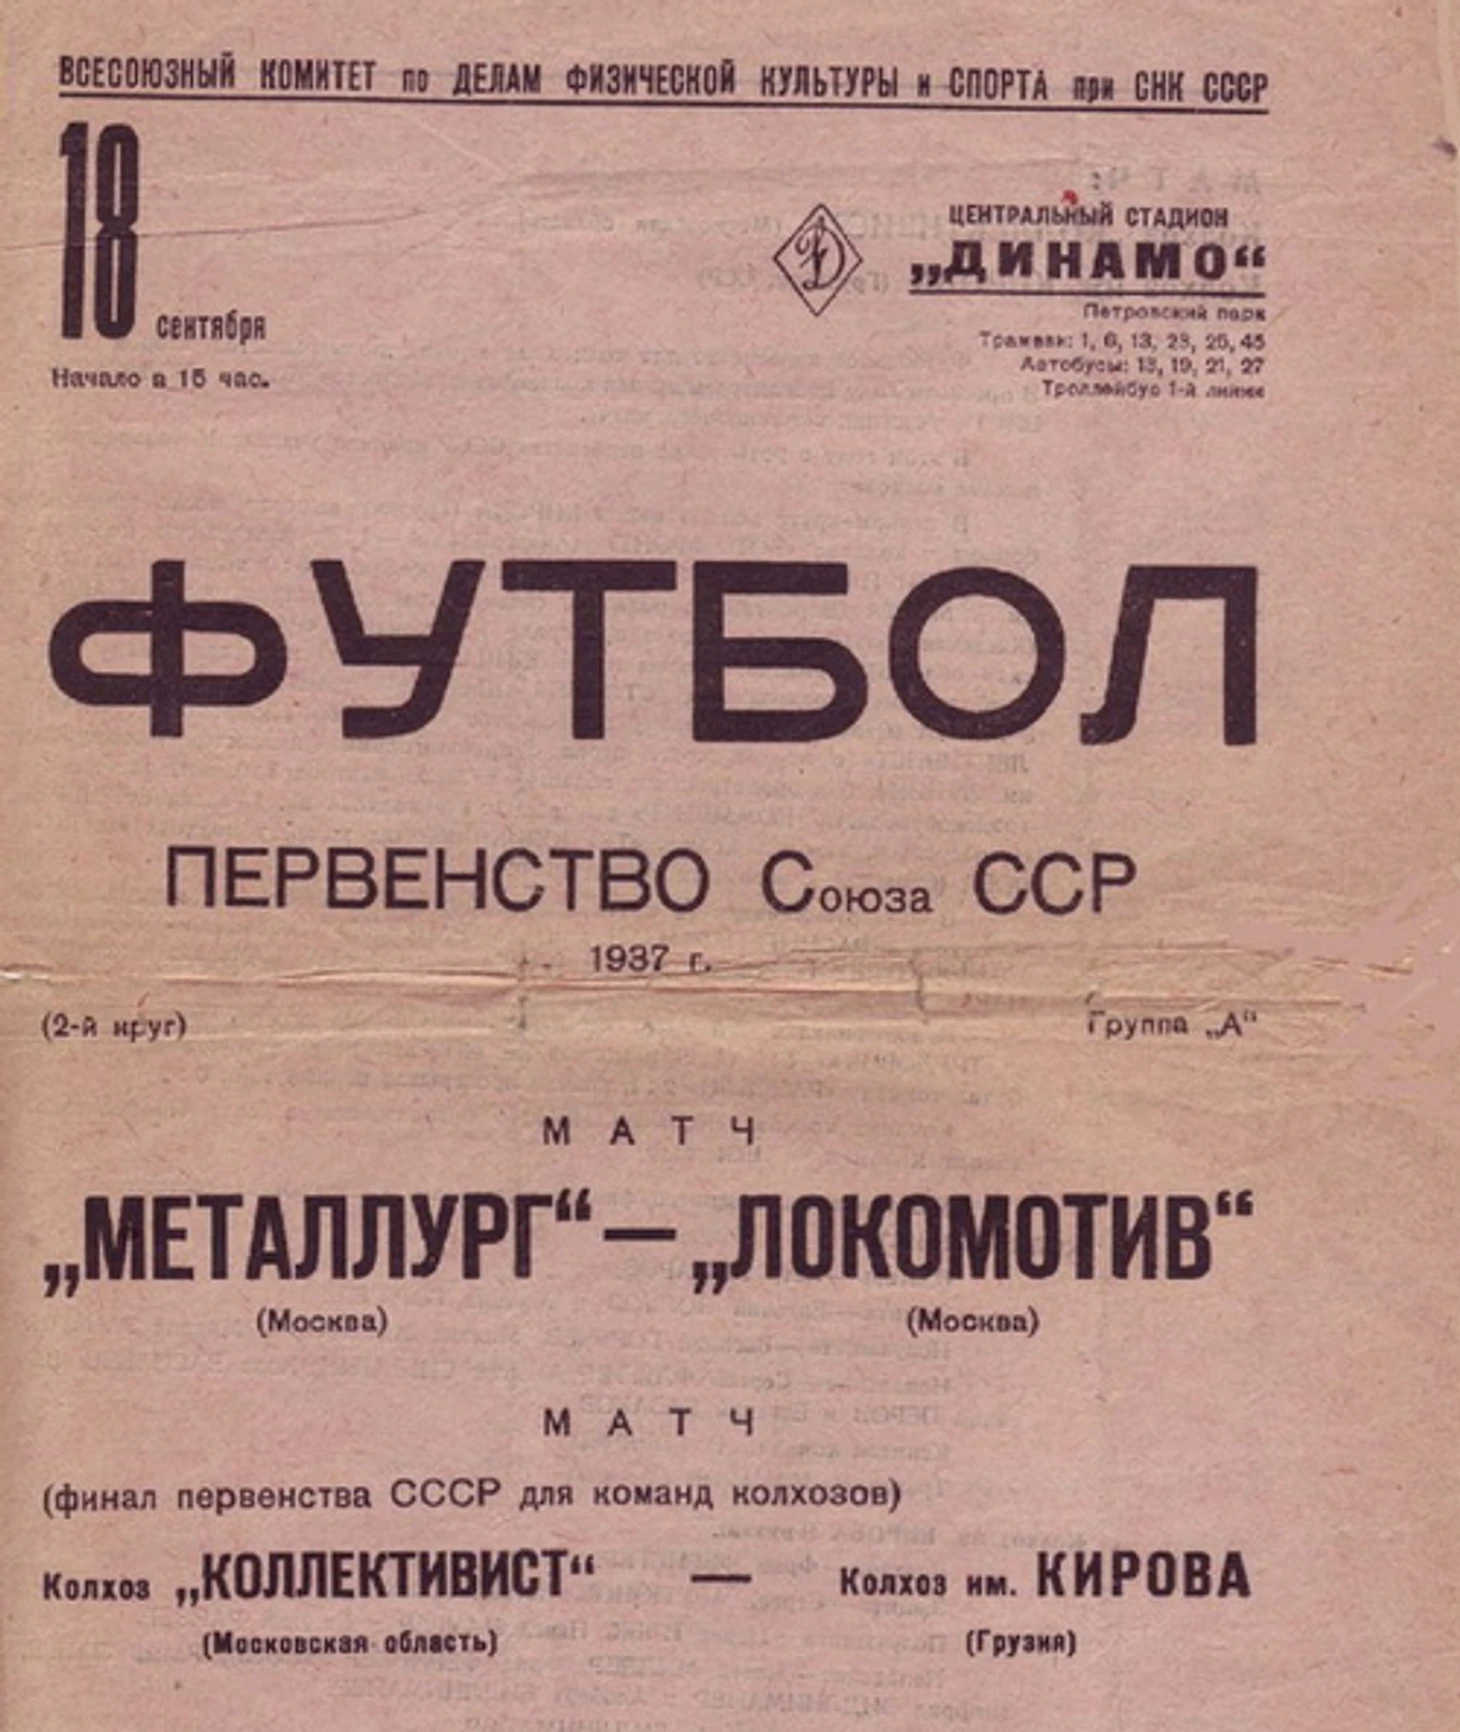 ВСЕСОЮЗНЫЙ КОМИТЕТ по ДЕЛАМ ФИЗИЧЕСКОЙ КУЛЬТУРЫ и СПОРТА при СНК СССР
18 сентября
Начало в 15 час.
Д
ЦЕНТРАЛЬНЫЙ СТАДИОН
„ДИНАМО“
Петровский парк
Трамваи: 1, 6, 13, 23, 25, 45
Автобусы: 13, 19, 21, 27
Троллейбус 1-й линии
ФУТБОЛ
ПЕРВЕНСТВО Союза ССР
1937 г.
(2-й круг)
Группа „А“
МАТЧ
„МЕТАЛЛУРГ“ — „ЛОКОМОТИВ“
(Москва) (Москва)
МАТЧ
(финал первенства СССР для команд колхозов)
Колхоз „КОЛЛЕКТИВИСТ“ — Колхоз им. КИРОВА
(Московская область) (Грузия)